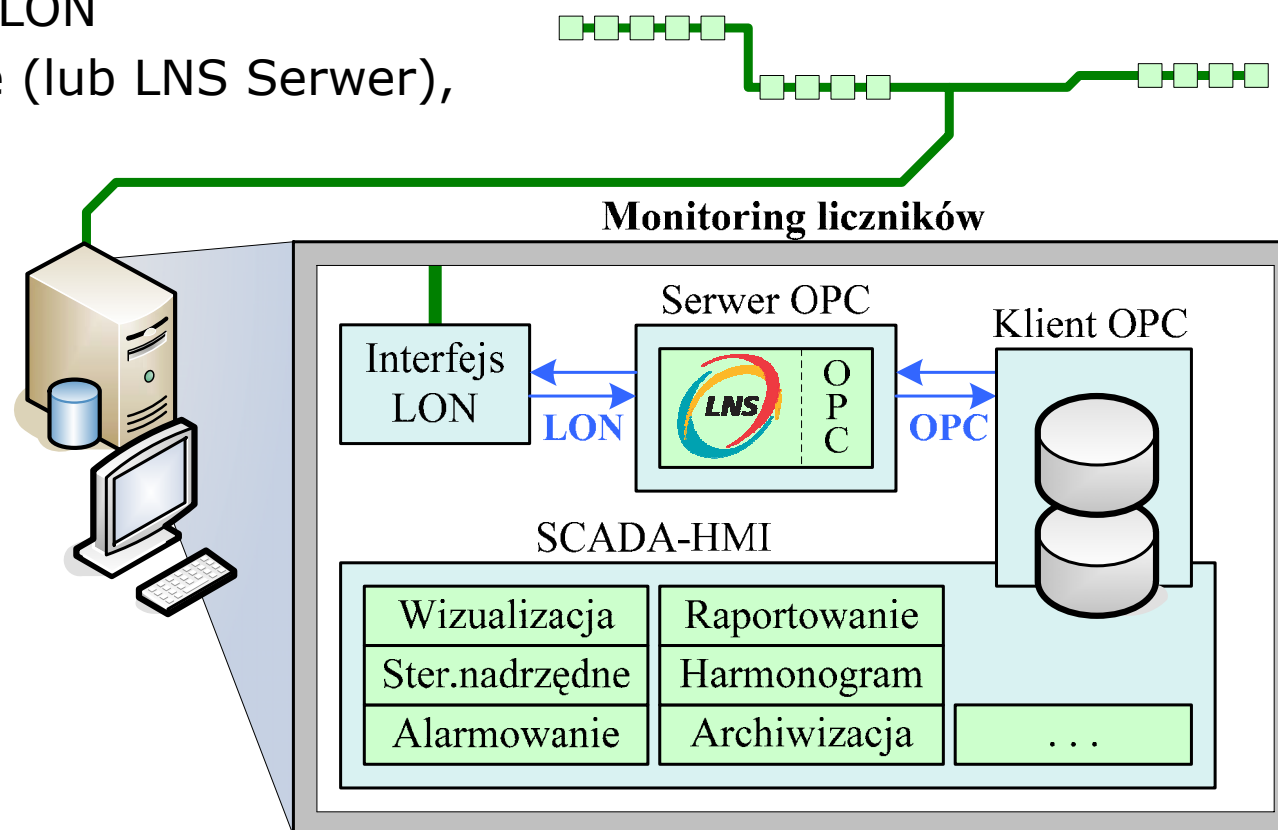 LON
e (lub LNS Serwer),
Monitoring liczników
Serwer OPC
Klient OPC
Interfejs
LON
LON
LNS
O
P
C
OPC
SCADA-HMI
Wizualizacja
Raportowanie
Ster.nadrzędne
Harmonogram
Alarmowanie
Archiwizacja
. . .